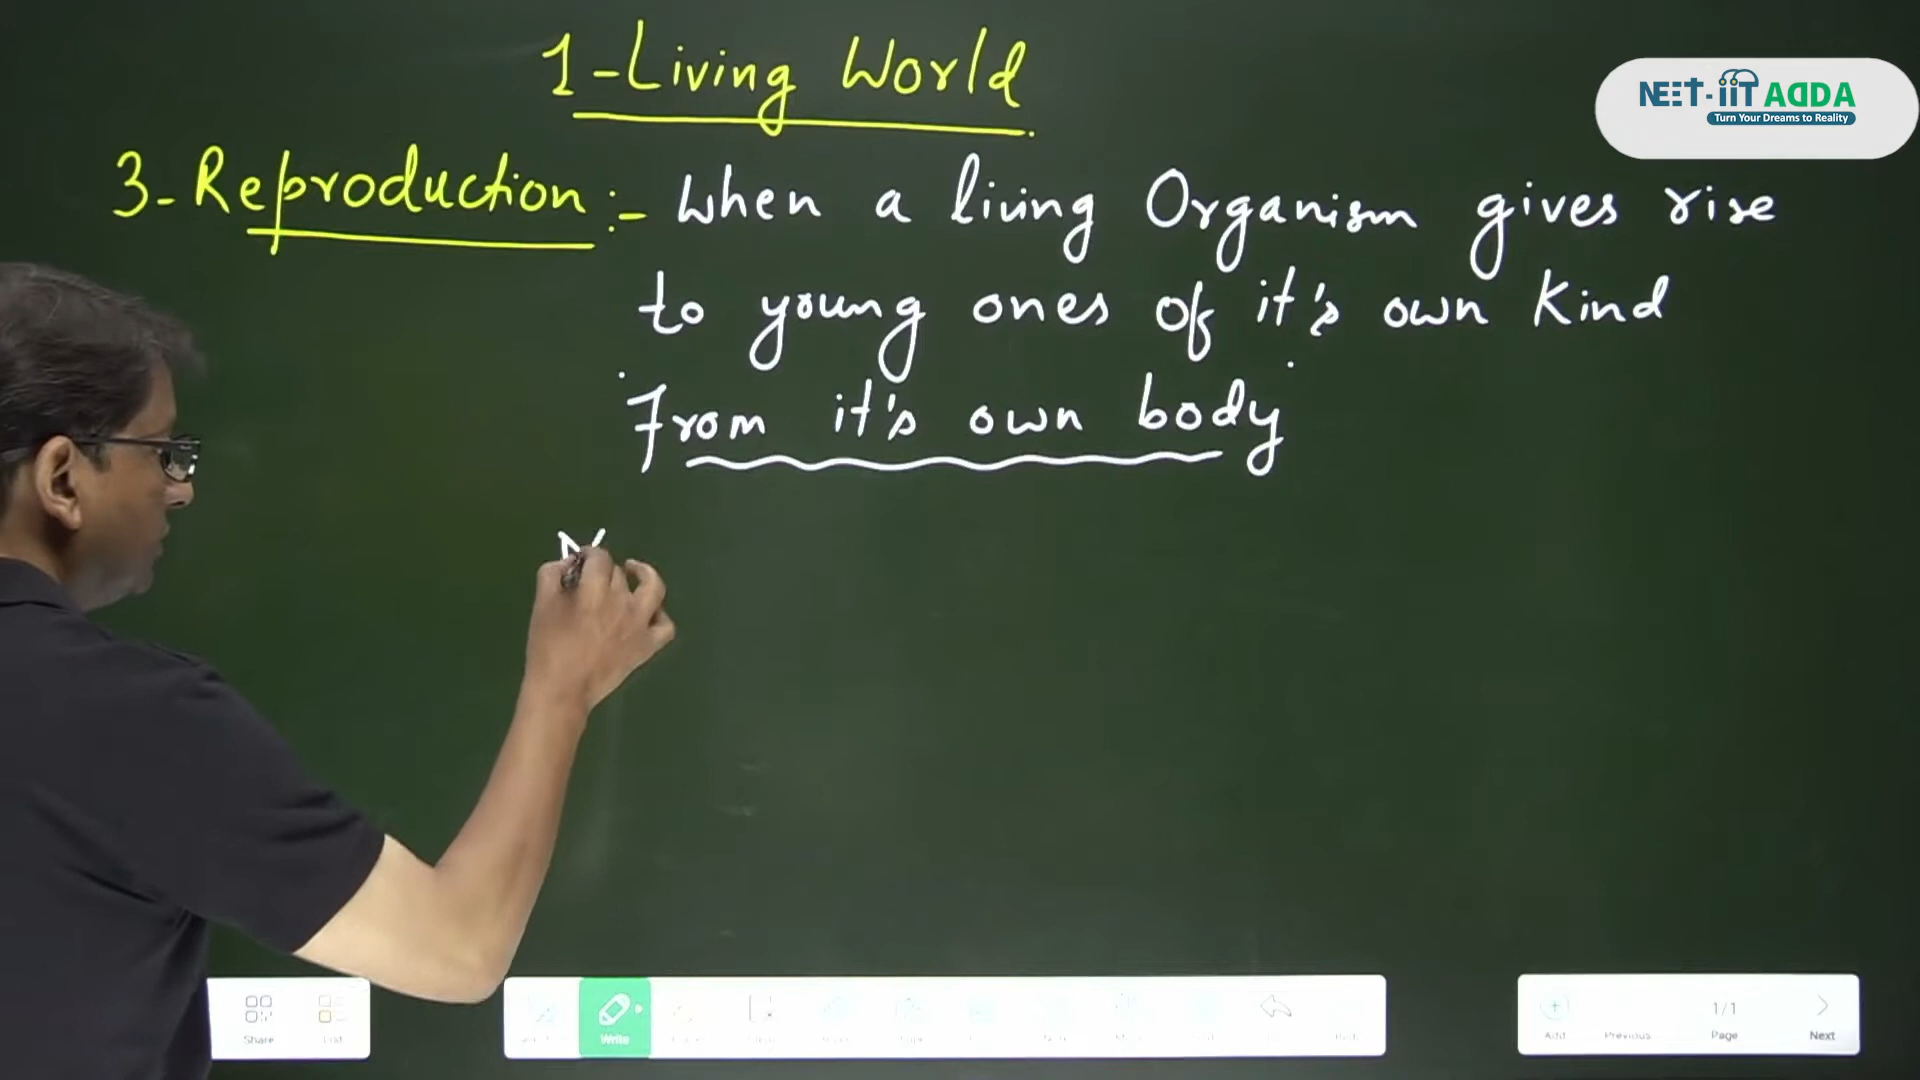 1-Living World
NEET-iiT ADDA
Turn Your Dreams to Reality
3-Reproduction :- When a living Organism gives rise
to young ones of it's own Kind
"From it's own body"
Share
Write
Add Previous 1/1 Page Next